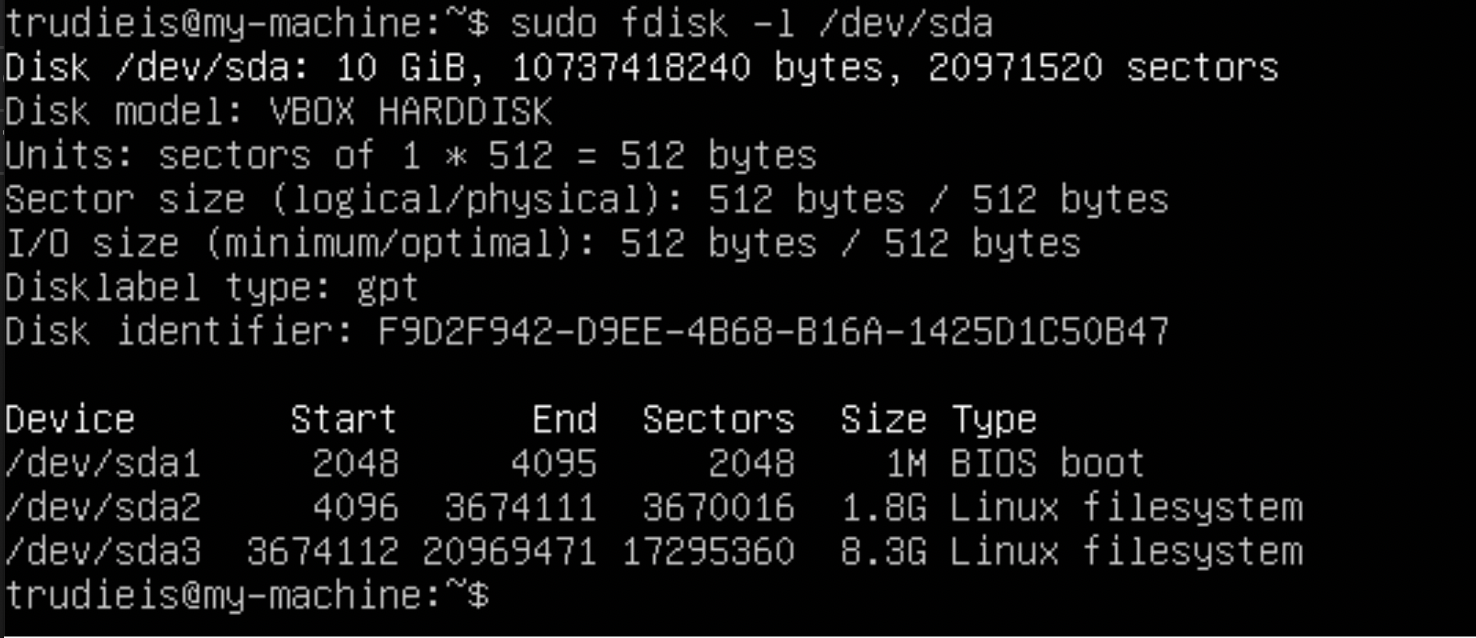 trudieis@my-machine:~$ sudo fdisk -l /dev/sda
Disk /dev/sda: 10 GiB, 10737418240 bytes, 20971520 sectors
Disk model: VBOX HARDDISK
Units: sectors of 1 * 512 = 512 bytes
Sector size (logical/physical): 512 bytes / 512 bytes
I/O size (minimum/optimal): 512 bytes / 512 bytes
Disklabel type: gpt
Disk identifier: F9D2F942-D9EE-4B68-B16A-1425D1C50B47

Device       Start      End  Sectors  Size Type
/dev/sda1     2048     4095     2048    1M BIOS boot
/dev/sda2     4096  3674111  3670016  1.8G Linux filesystem
/dev/sda3  3674112 20969471 17295360  8.3G Linux filesystem
trudieis@my-machine:~$